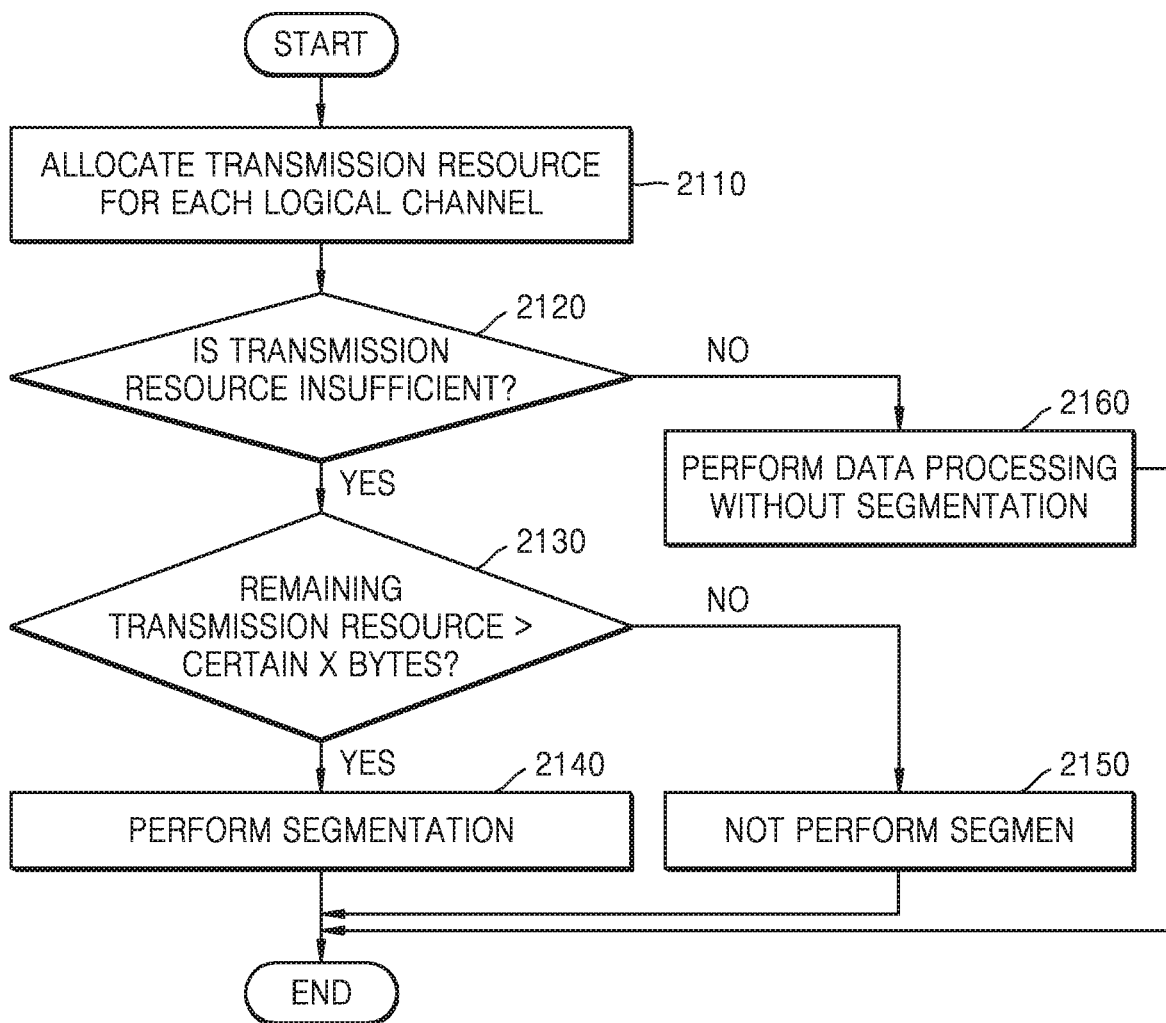 START
ALLOCATE TRANSMISSION RESOURCE
FOR EACH LOGICAL CHANNEL
2110
2120
IS TRANSMISSION
RESOURCE INSUFFICIENT?
NO
YES
2160
PERFORM DATA PROCESSING
WITHOUT SEGMENTATION
2130
REMAINING
TRANSMISSION RESOURCE >
CERTAIN X BYTES?
NO
YES
2140
PERFORM SEGMENTATION
2150
NOT PERFORM SEGMEN
END